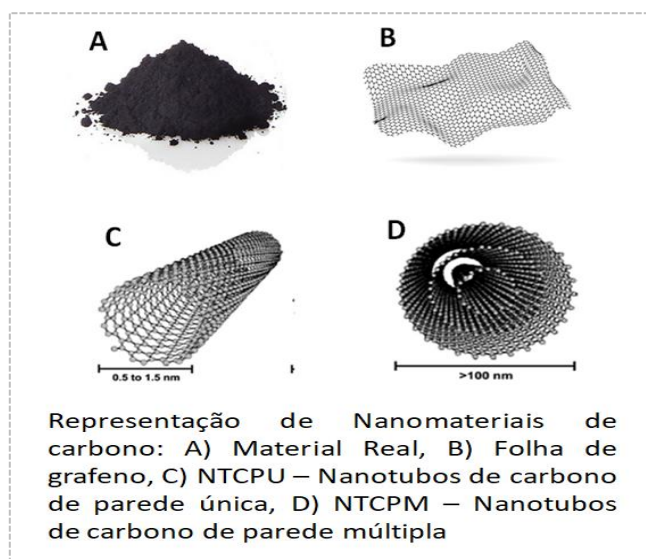 A
B
C
D
0.5 to 1.5 nm
>100 nm
Representação de Nanomateriais de
carbono: A) Material Real, B) Folha de
grafeno, C) NTCPU – Nanotubos de carbono
de parede única, D) NTCPM – Nanotubos
de carbono de parede múltipla